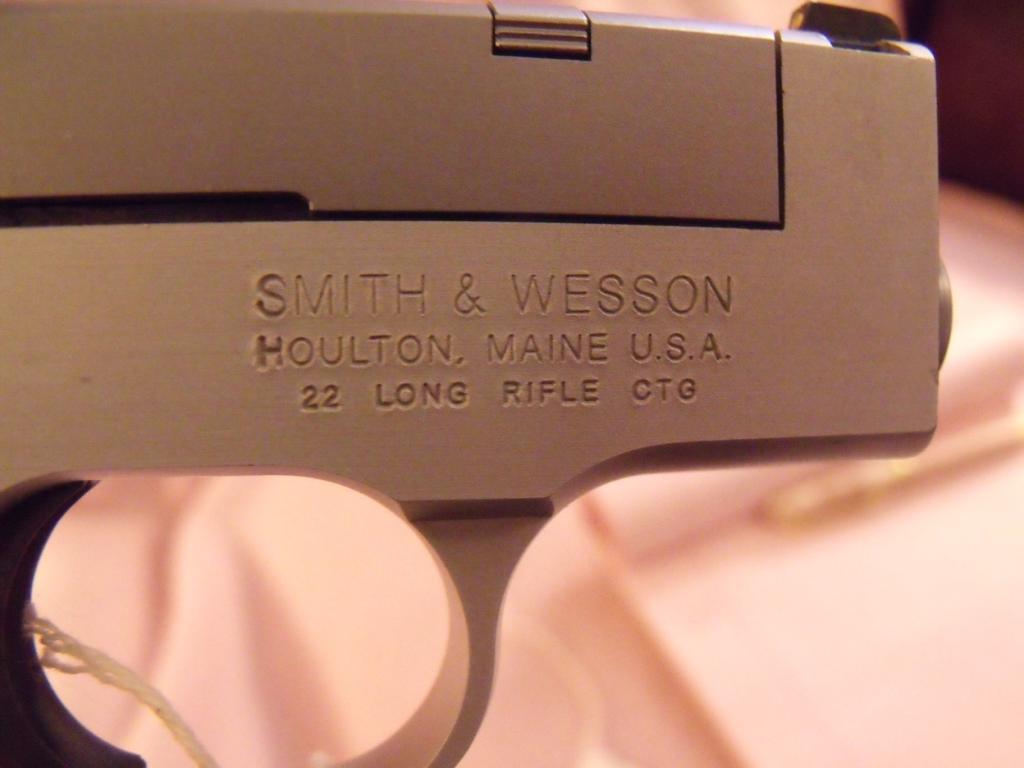 SMITH & WESSON
HOULTON, MAINE U.S.A.
22 LONG RIFLE CTG